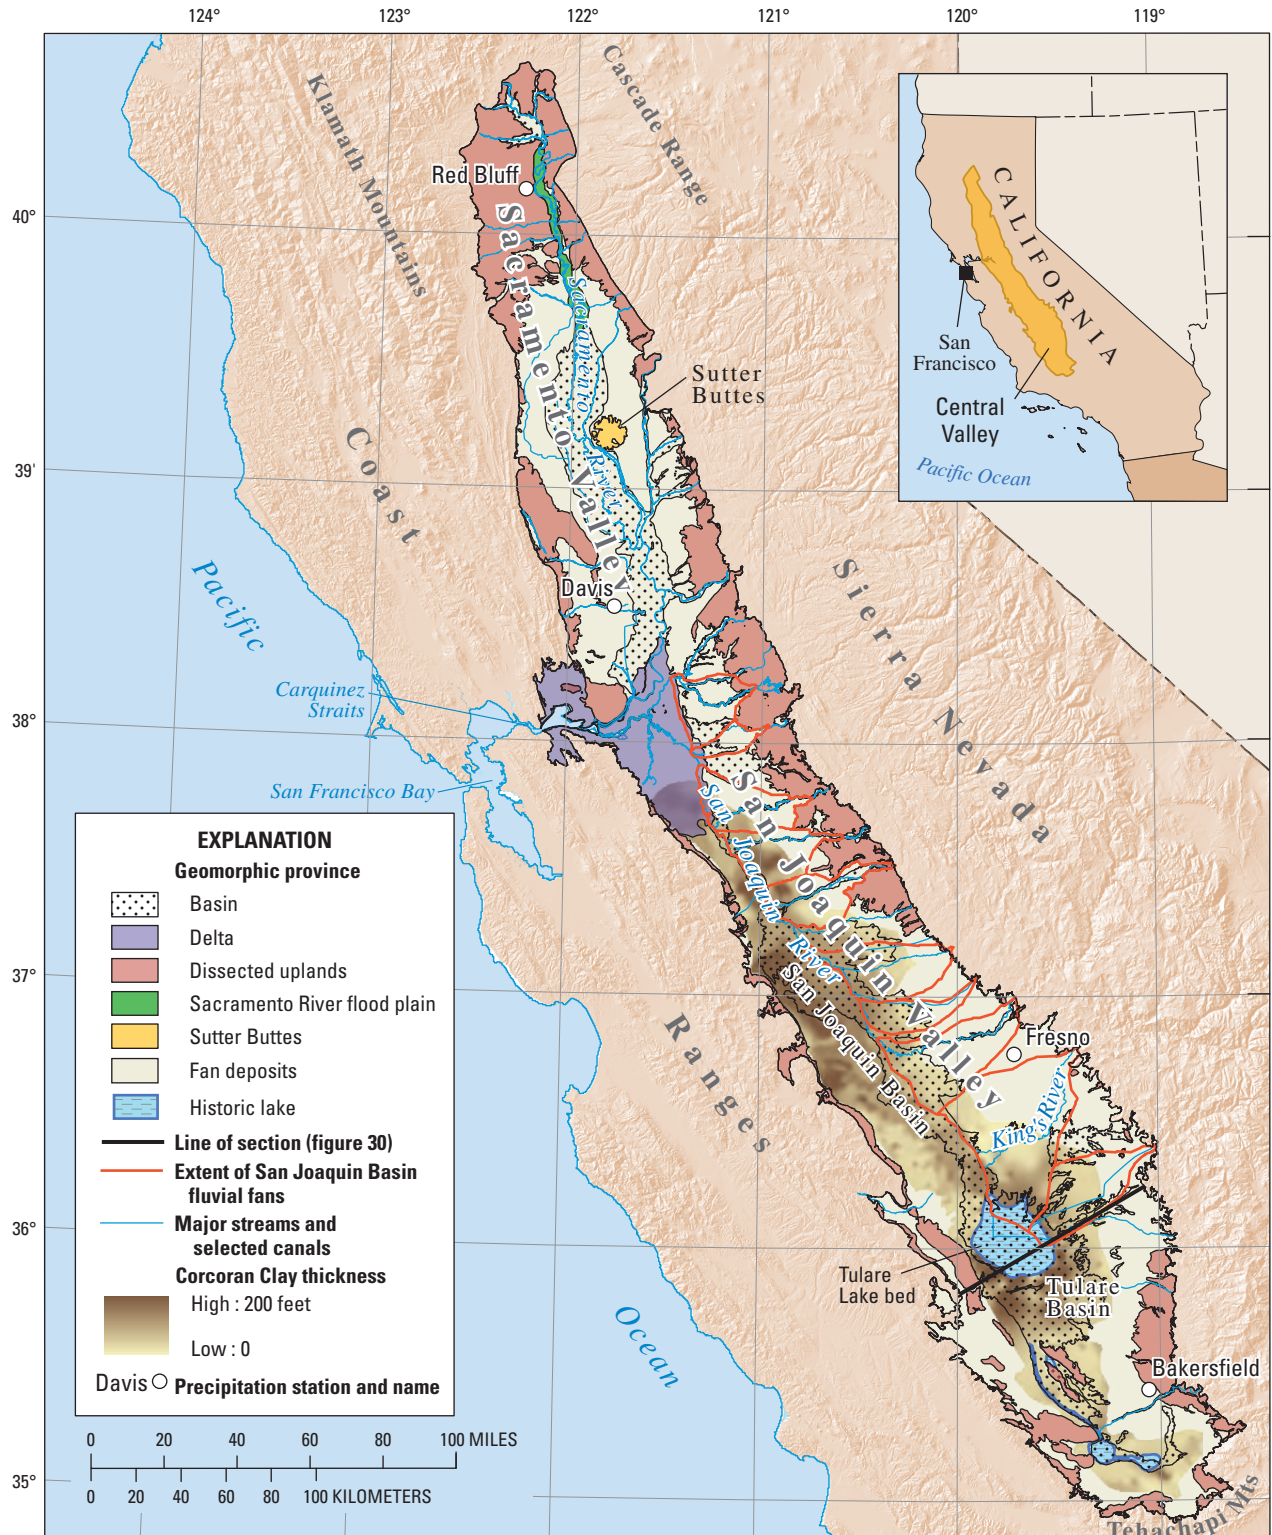 124°
123°
122°
121°
120°
119°
40°
39'
38°
37°
36°
35°
Klamath Mountains
Cascade Range
Red Bluff
Sacramento Valley
Sacramento River
Sutter
Buttes
Coast
Ranges
Davis
Sierra Nevada
Pacific
Ocean
Carquinez
Straits
San Francisco Bay
San Joaquin Valley
San Joaquin River
San Joaquin Basin
Fresno
King's River
Tulare
Lake bed
Tulare
Basin
Bakersfield
Tehachapi Mts
CALIFORNIA
San
Francisco
Central
Valley
Pacific Ocean
EXPLANATION
Geomorphic province
Basin
Delta
Dissected uplands
Sacramento River flood plain
Sutter Buttes
Fan deposits
Historic lake
Line of section (figure 30)
Extent of San Joaquin Basin
fluvial fans
Major streams and
selected canals
Corcoran Clay thickness
High : 200 feet
Low : 0
Davis Precipitation station and name
0 20 40 60 80 100 MILES
0 20 40 60 80 100 KILOMETERS